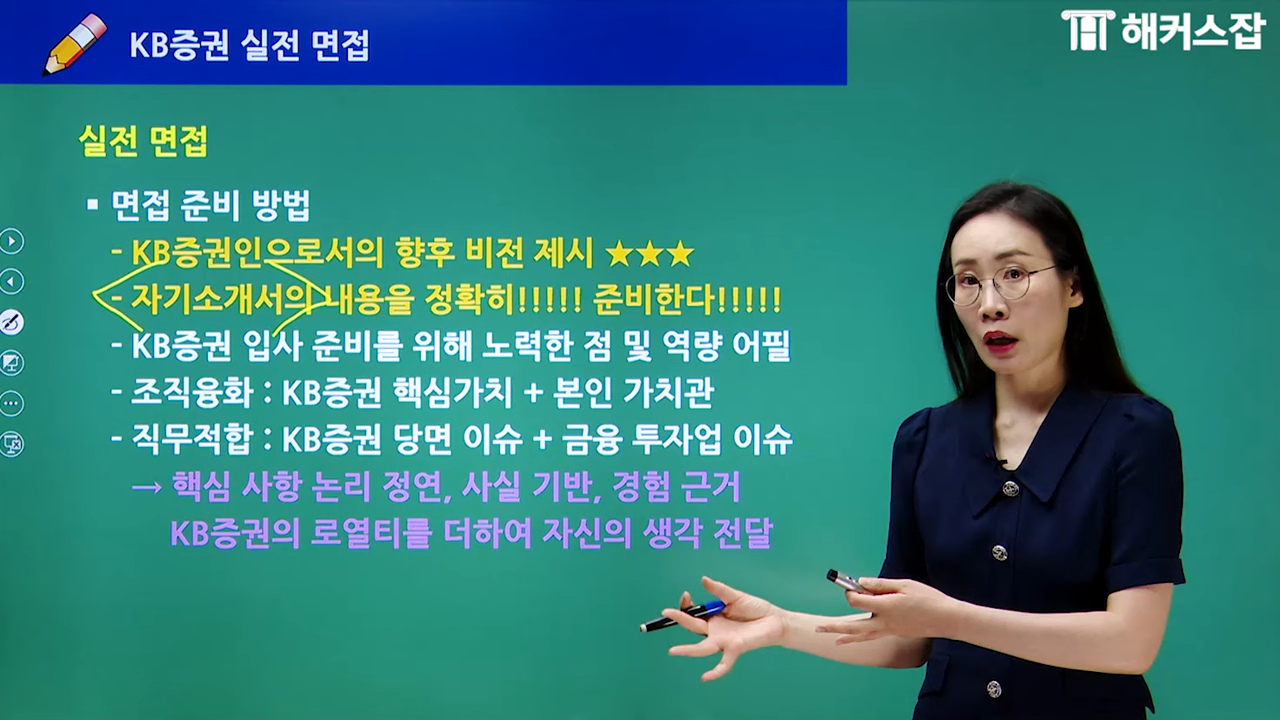 KB증권 실전 면접
해커스잡
실전 면접
▪ 면접 준비 방법
- KB증권인으로서의 향후 비전 제시 ★★★
- 자기소개서의 내용을 정확히!!!!! 준비한다!!!!!
- KB증권 입사 준비를 위해 노력한 점 및 역량 어필
- 조직융화 : KB증권 핵심가치 + 본인 가치관
- 직무적합 : KB증권 당면 이슈 + 금융 투자업 이슈
→ 핵심 사항 논리 정연, 사실 기반, 경험 근거
KB증권의 로열티를 더하여 자신의 생각 전달